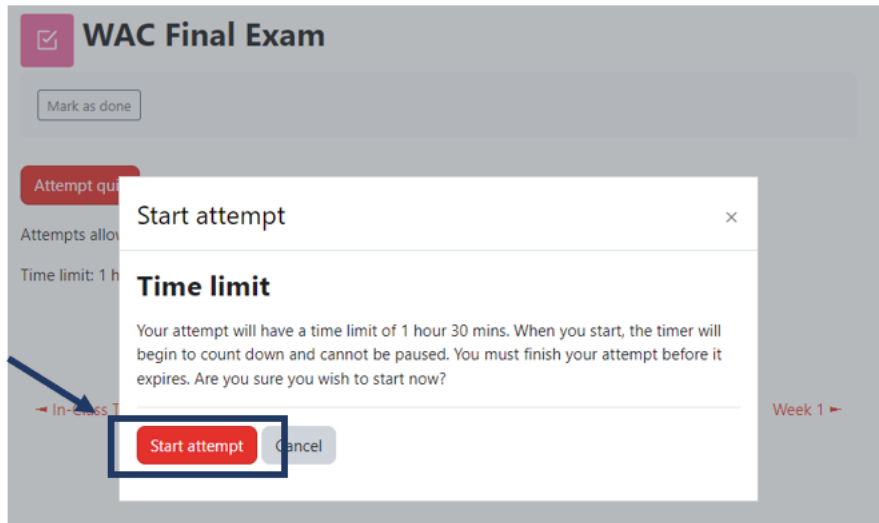 WAC Final Exam
Mark as done
Attempt qui
Attempts allo
Time limit: 1 h
Start attempt
×
Time limit
Your attempt will have a time limit of 1 hour 30 mins. When you start, the timer will
begin to count down and cannot be paused. You must finish your attempt before it
expires. Are you sure you wish to start now?
◄ In-Class T
Week 1 ►
Start attempt
Cancel